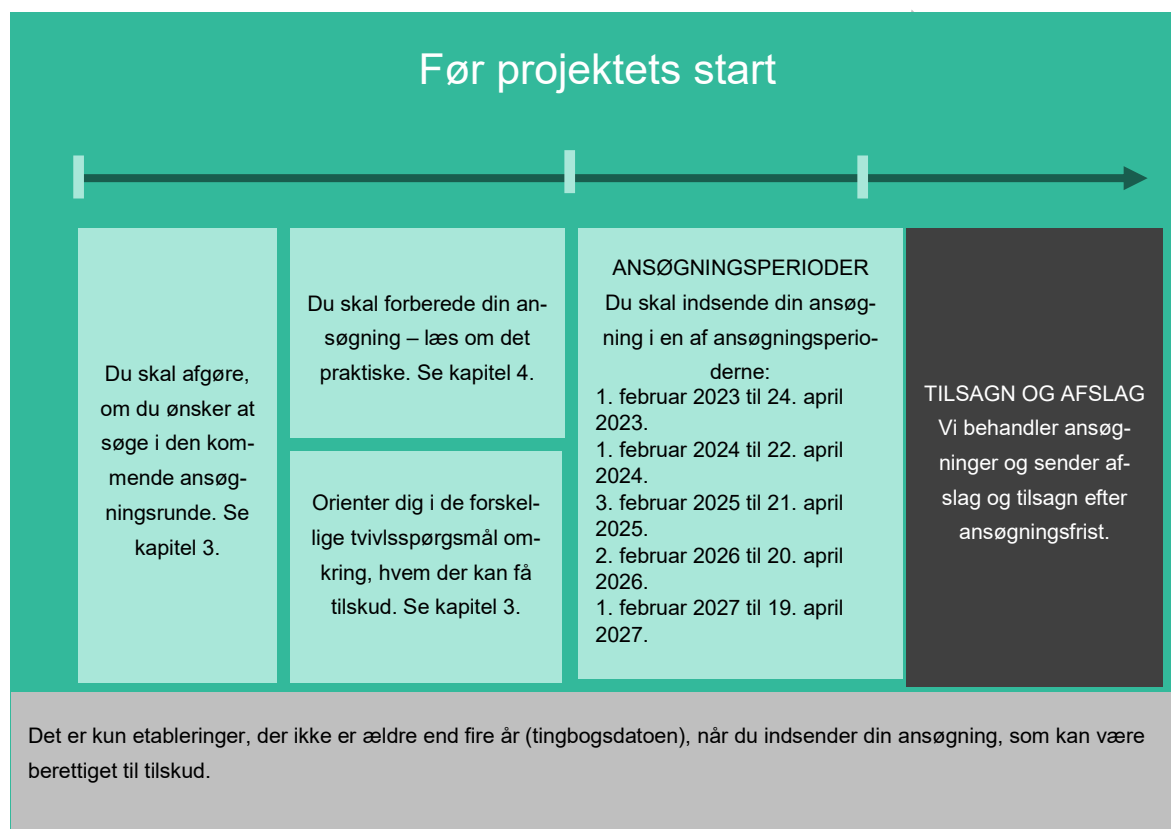 Før projektets start
Du skal afgøre,
om du ønsker at
søge i den kom-
mende ansøg-
ningsrunde. Se
kapitel 3.
Du skal forberede din an-
søgning – læs om det
praktiske. Se kapitel 4.
Orienter dig i de forskel-
lige tvivlsspørgsmål om-
kring, hvem der kan få
tilskud. Se kapitel 3.
ANSØGNINGSPERIODER
Du skal indsende din ansøg-
ning i en af ansøgningsperio-
derne:
1. februar 2023 til 24. april
2023.
1. februar 2024 til 22. april
2024.
3. februar 2025 til 21. april
2025.
2. februar 2026 til 20. april
2026.
1. februar 2027 til 19. april
2027.
TILSAGN OG AFSLAG
Vi behandler ansøg-
ninger og sender af-
slag og tilsagn efter
ansøgningsfrist.
Det er kun etableringer, der ikke er ældre end fire år (tingbogsdatoen), når du indsender din ansøgning, som kan være
berettiget til tilskud.